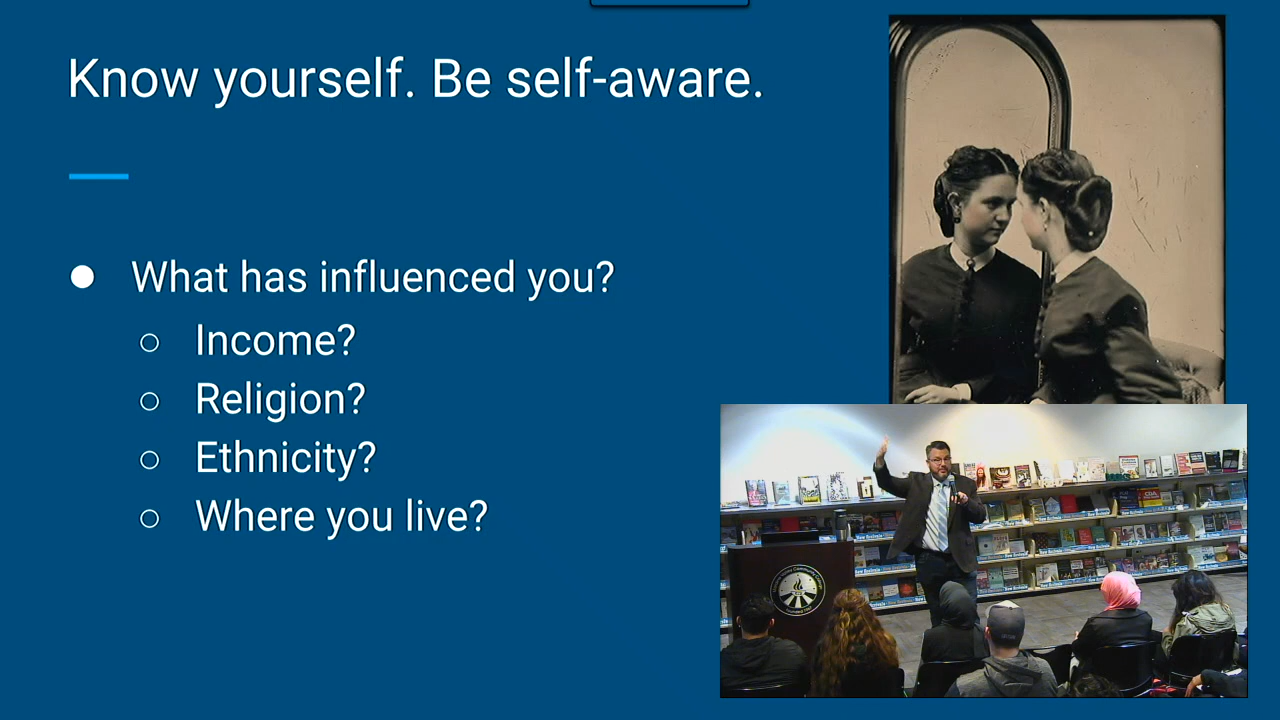 Know yourself. Be self-aware.
● What has influenced you?
○ Income?
○ Religion?
○ Ethnicity?
○ Where you live?